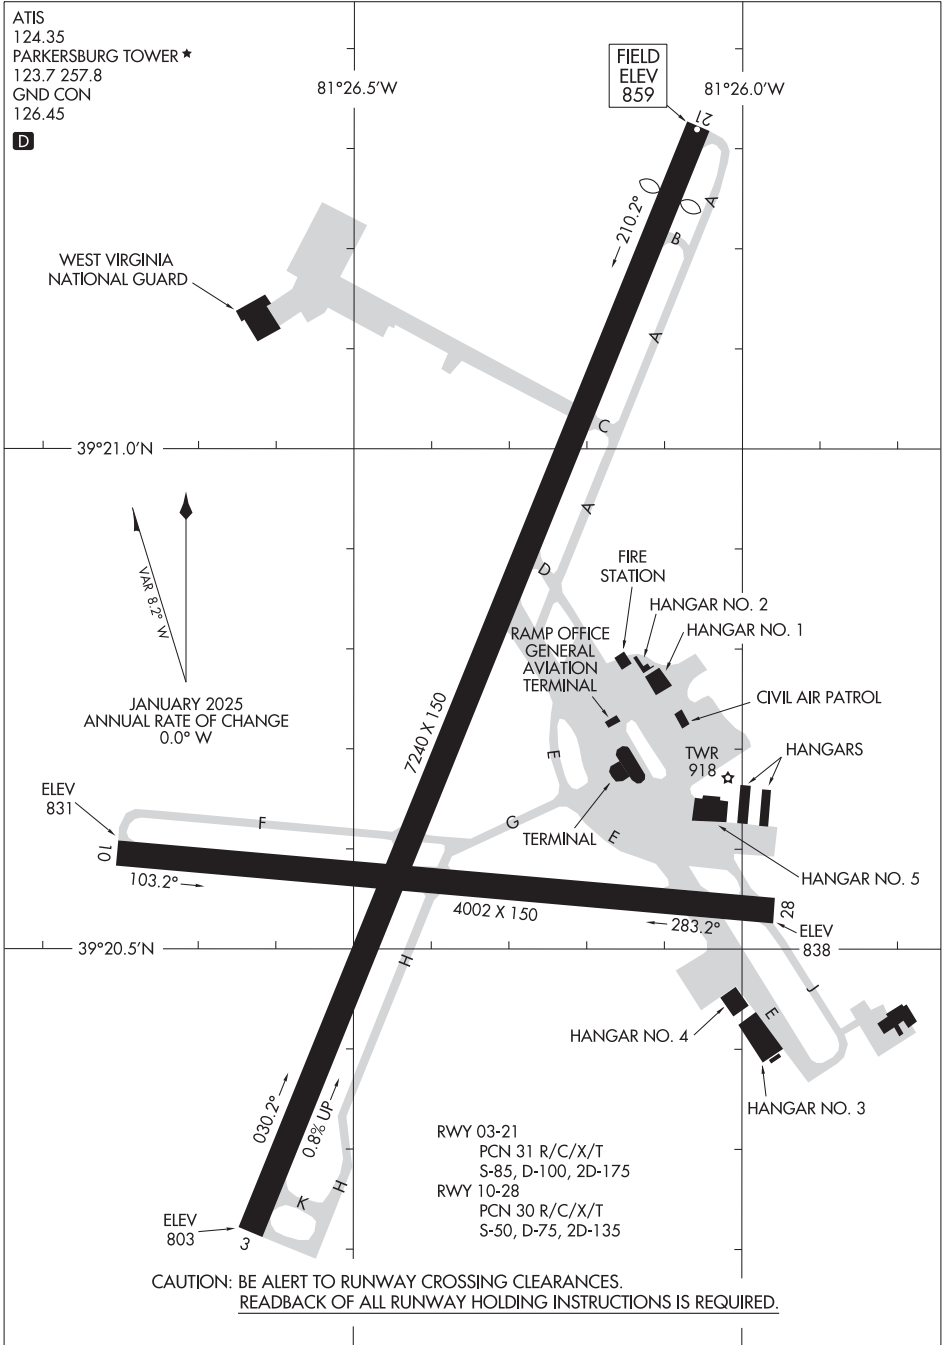 ATIS
124.35
PARKERSBURG TOWER ★
123.7 257.8
GND CON
126.45
D
81°26.5'W
FIELD
ELEV
859
81°26.0'W
21
A
210.2°
B
WEST VIRGINIA
NATIONAL GUARD
A
C
39°21.0'N
A
VAR 8.2° W
D
FIRE
STATION
HANGAR NO. 2
HANGAR NO. 1
RAMP OFFICE
GENERAL
AVIATION
TERMINAL
JANUARY 2025
ANNUAL RATE OF CHANGE
0.0° W
CIVIL AIR PATROL
7240 X 150
E
TWR
918
HANGARS
ELEV
831
F
G
E
TERMINAL
10
103.2°
HANGAR NO. 5
4002 X 150
28
283.2°
ELEV
838
39°20.5'N
H
J
E
HANGAR NO. 4
HANGAR NO. 3
030.2°
0.8% UP
RWY 03-21
PCN 31 R/C/X/T
S-85, D-100, 2D-175
RWY 10-28
PCN 30 R/C/X/T
S-50, D-75, 2D-135
H
K
ELEV
803
3
CAUTION: BE ALERT TO RUNWAY CROSSING CLEARANCES.
READBACK OF ALL RUNWAY HOLDING INSTRUCTIONS IS REQUIRED.